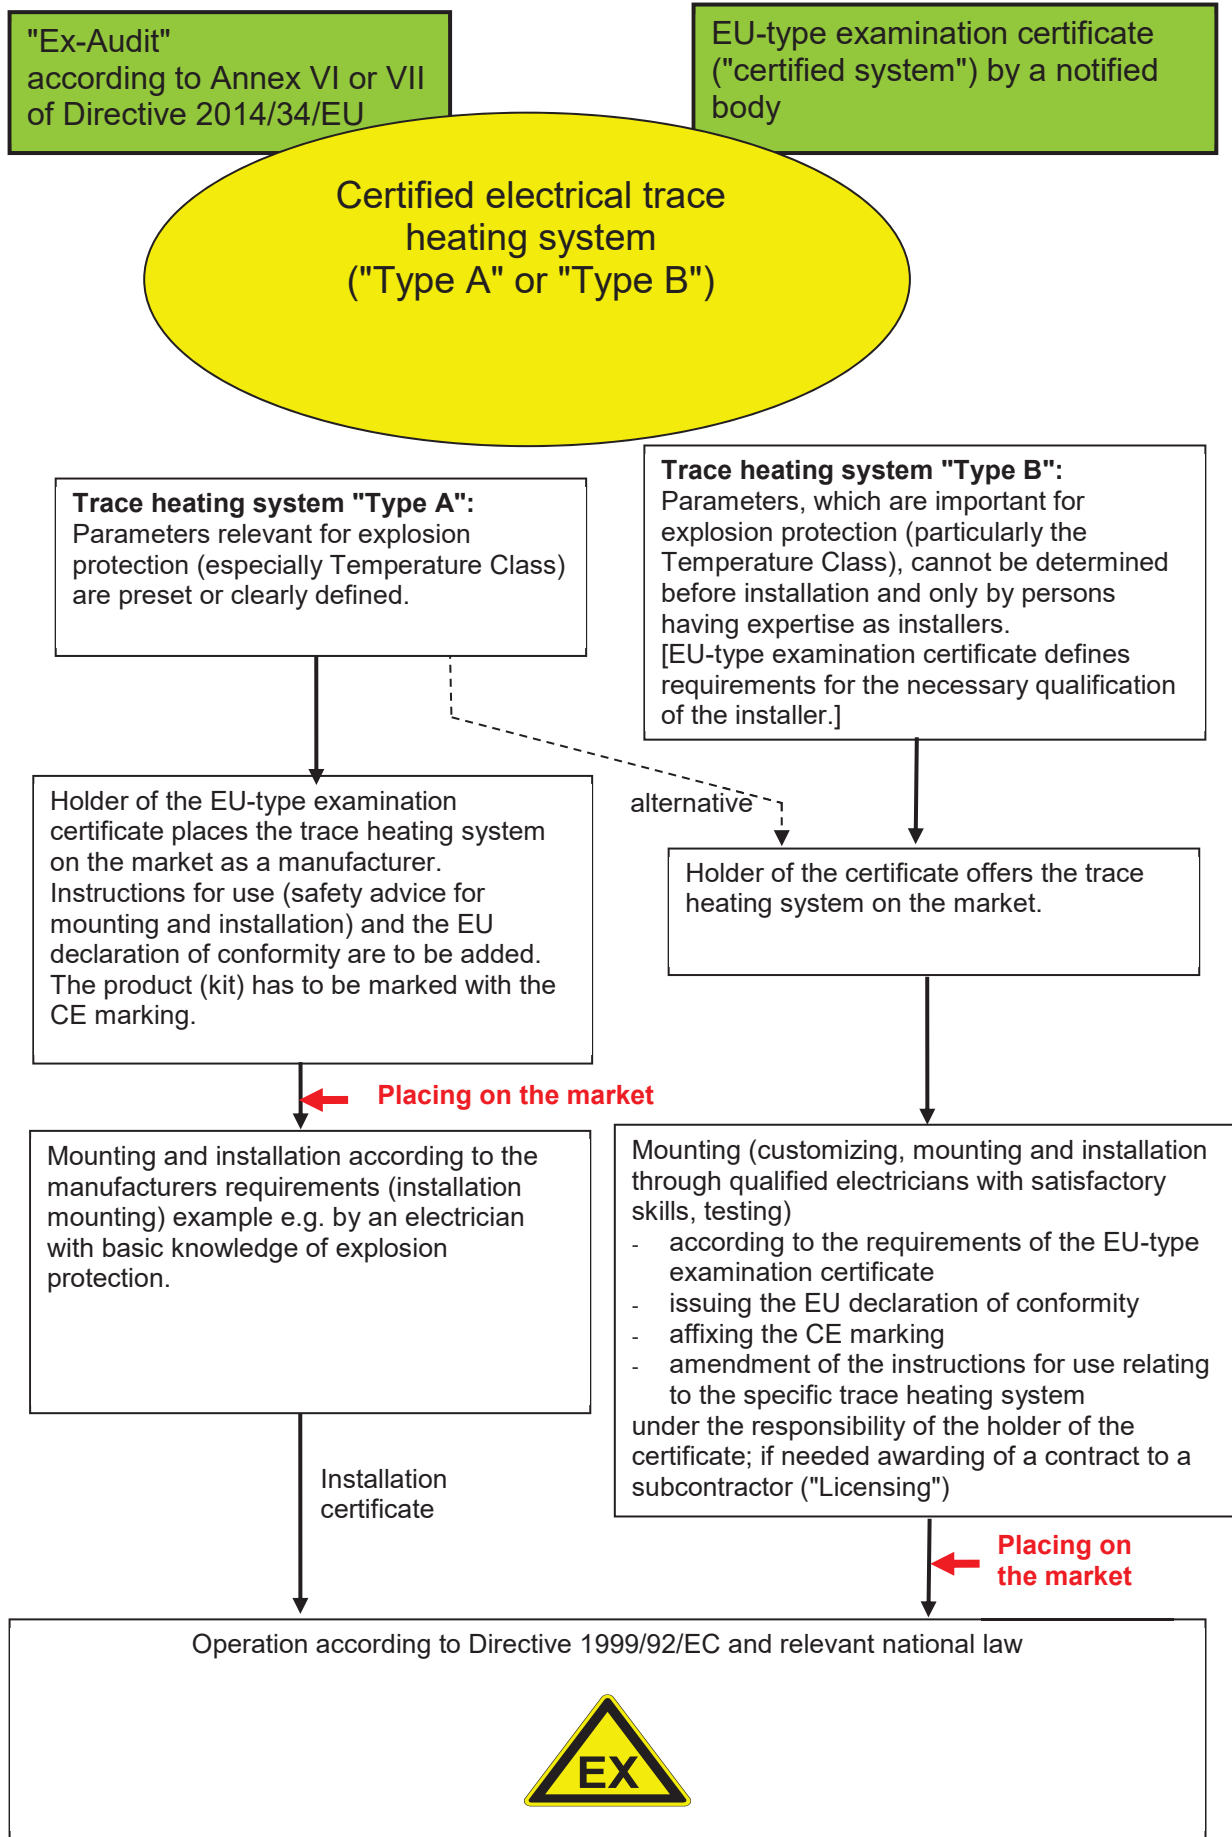 "Ex-Audit"
according to Annex VI or VII
of Directive 2014/34/EU
EU-type examination certificate
("certified system") by a notified
body
Certified electrical trace
heating system
("Type A" or "Type B")
Trace heating system "Type A":
Parameters relevant for explosion
protection (especially Temperature Class)
are preset or clearly defined.
Trace heating system "Type B":
Parameters, which are important for
explosion protection (particularly the
Temperature Class), cannot be determined
before installation and only by persons
having expertise as installers.
[EU-type examination certificate defines
requirements for the necessary qualification
of the installer.]
Holder of the EU-type examination
certificate places the trace heating system
on the market as a manufacturer.
Instructions for use (safety advice for
mounting and installation) and the EU
declaration of conformity are to be added.
The product (kit) has to be marked with the
CE marking.
alternative
Holder of the certificate offers the trace
heating system on the market.
Placing on the market
Mounting and installation according to the
manufacturers requirements (installation
mounting) example e.g. by an electrician
with basic knowledge of explosion
protection.
Mounting (customizing, mounting and installation
through qualified electricians with satisfactory
skills, testing)
- according to the requirements of the EU-type
examination certificate
- issuing the EU declaration of conformity
- affixing the CE marking
- amendment of the instructions for use relating
to the specific trace heating system
under the responsibility of the holder of the
certificate; if needed awarding of a contract to a
subcontractor ("Licensing")
Installation
certificate
Placing on
the market
Operation according to Directive 1999/92/EC and relevant national law
EX